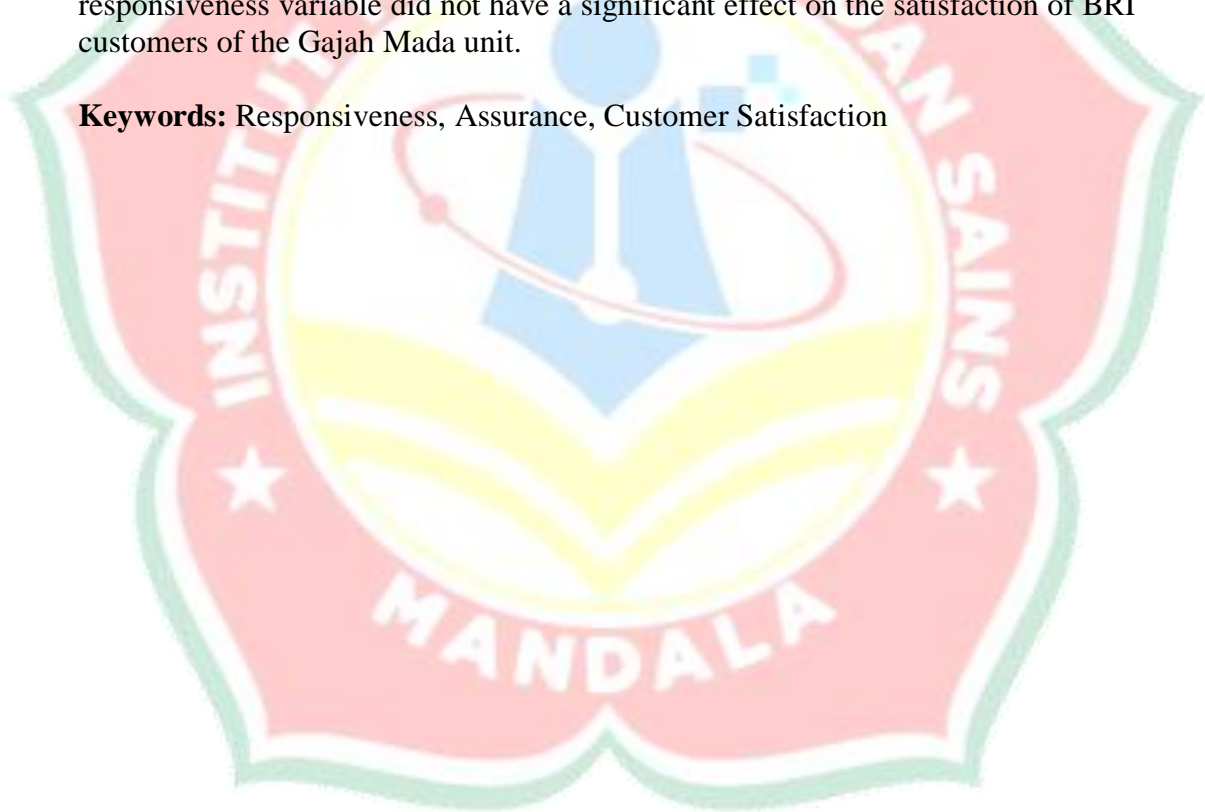 responsiveness variable did not have a significant effect on the satisfaction of BRI
customers of the Gajah Mada unit.
Keywords: Responsiveness, Assurance, Customer Satisfaction
INSTITUT
DAN SAINS
MANDALA